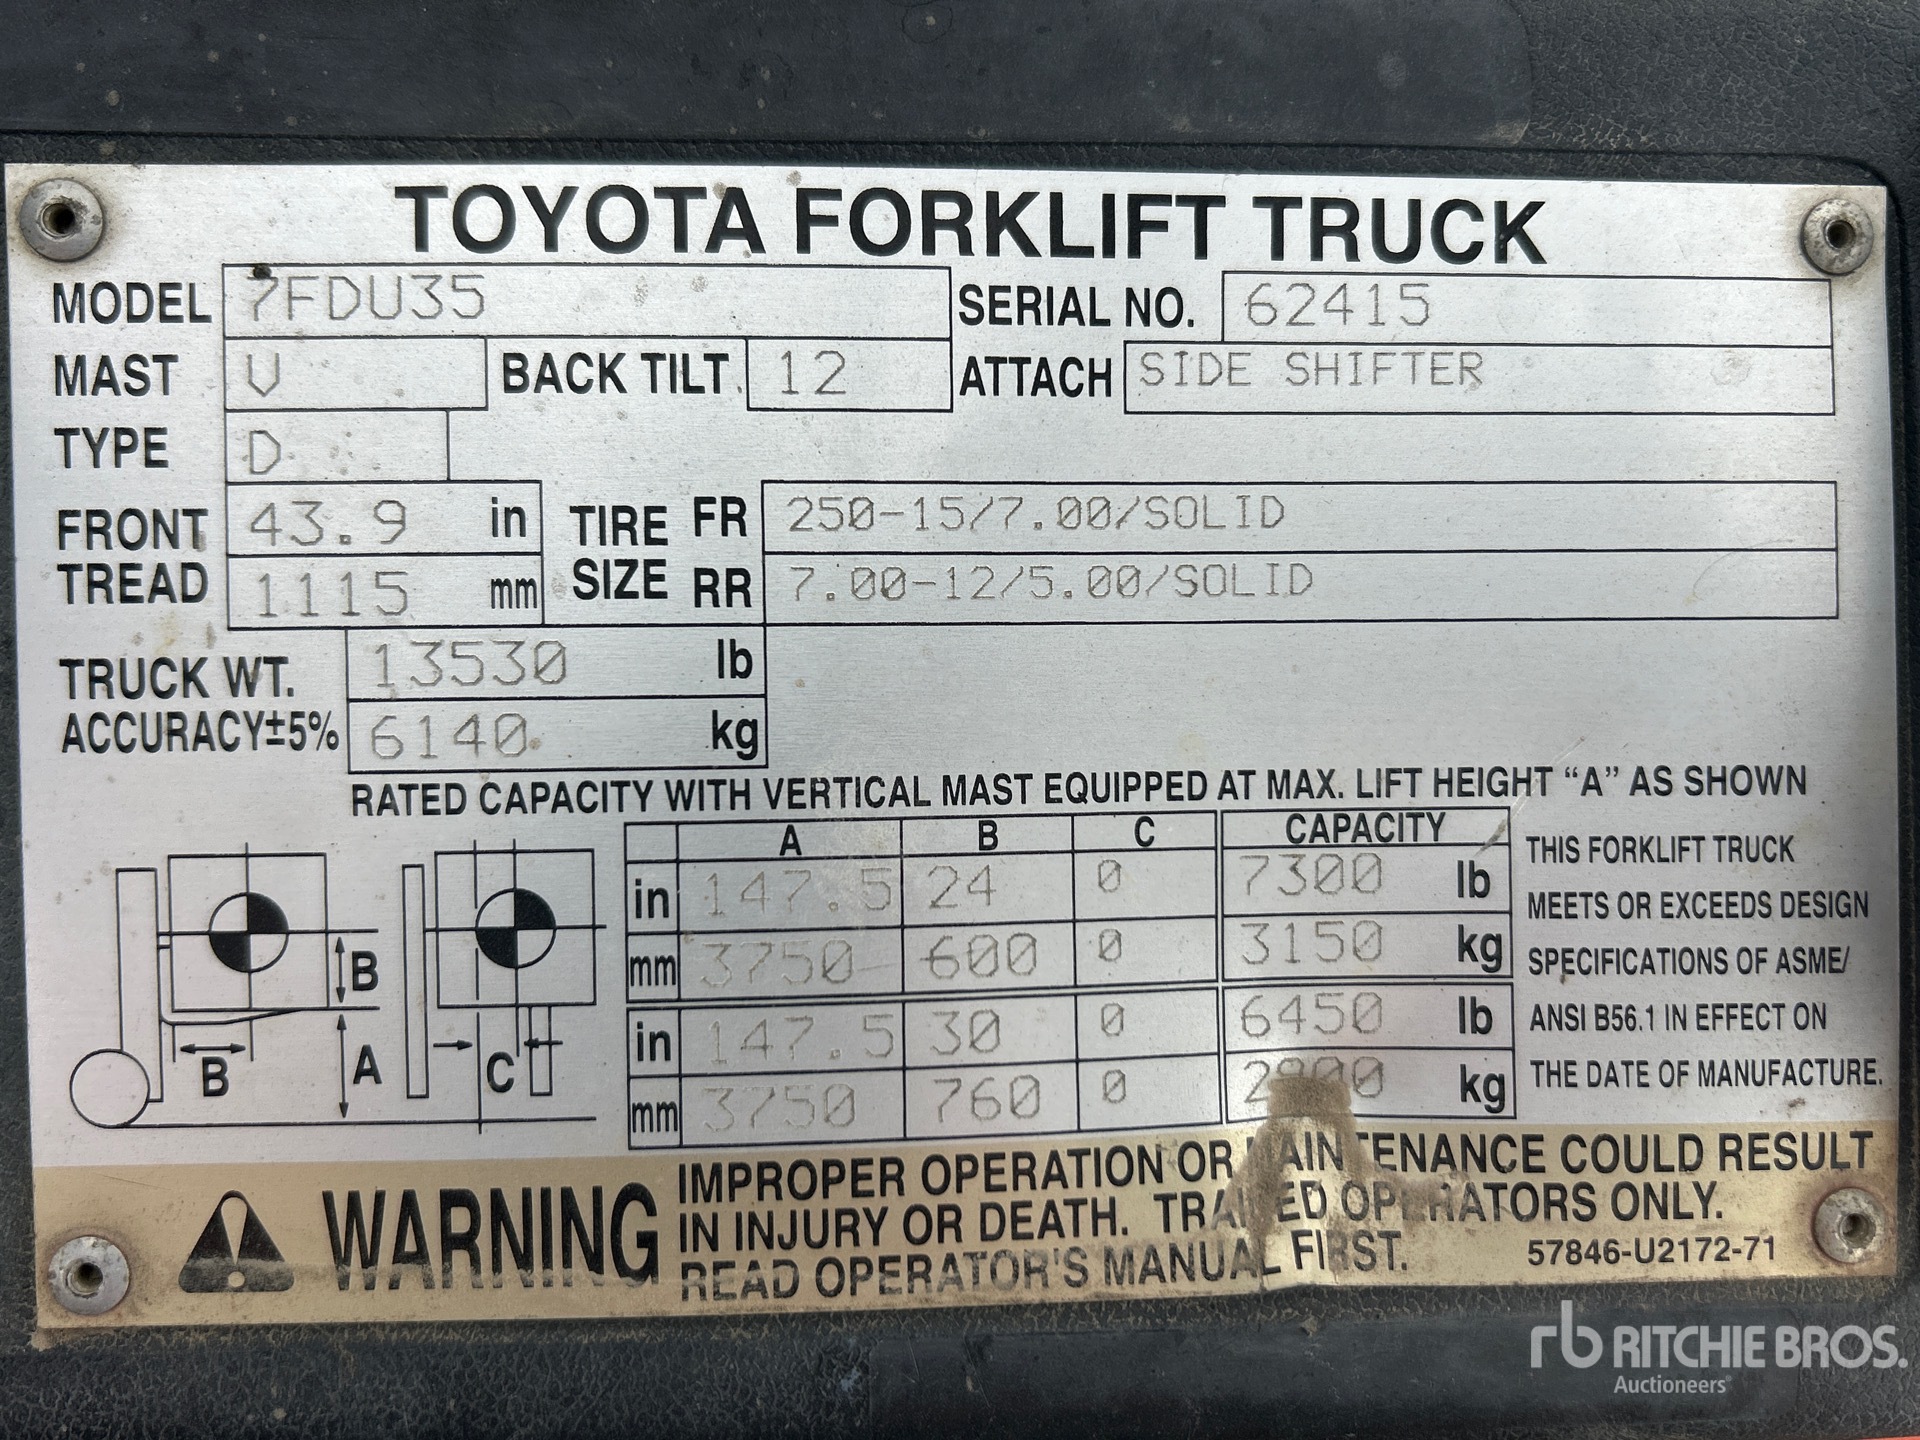 TOYOTA FORKLIFT TRUCK
MODEL 7FDU35 SERIAL NO. 62415
MAST V BACK TILT 12 ATTACH SIDE SHIFTER
TYPE D
FRONT TREAD 43.9 in TIRE SIZE FR 250-15/7.00/SOLID
1115 mm RR 7.00-12/5.00/SOLID
TRUCK WT. 13530 lb
ACCURACY±5% 6140 kg
RATED CAPACITY WITH VERTICAL MAST EQUIPPED AT MAX. LIFT HEIGHT “A” AS SHOWN
A B C CAPACITY
in 147.5 24 0 7300 lb
mm 3750 600 0 3150 kg
in 147.5 30 0 6450 lb
mm 3750 760 0 kg
B A B C
THIS FORKLIFT TRUCK
MEETS OR EXCEEDS DESIGN
SPECIFICATIONS OF ASME/
ANSI B56.1 IN EFFECT ON
THE DATE OF MANUFACTURE.
WARNING
IMPROPER OPERATION OR MAINTENANCE COULD RESULT
IN INJURY OR DEATH. TRAINED OPERATORS ONLY.
READ OPERATOR'S MANUAL FIRST.
57846-U2172-71
rb RITCHIE BROS.
Auctioneers